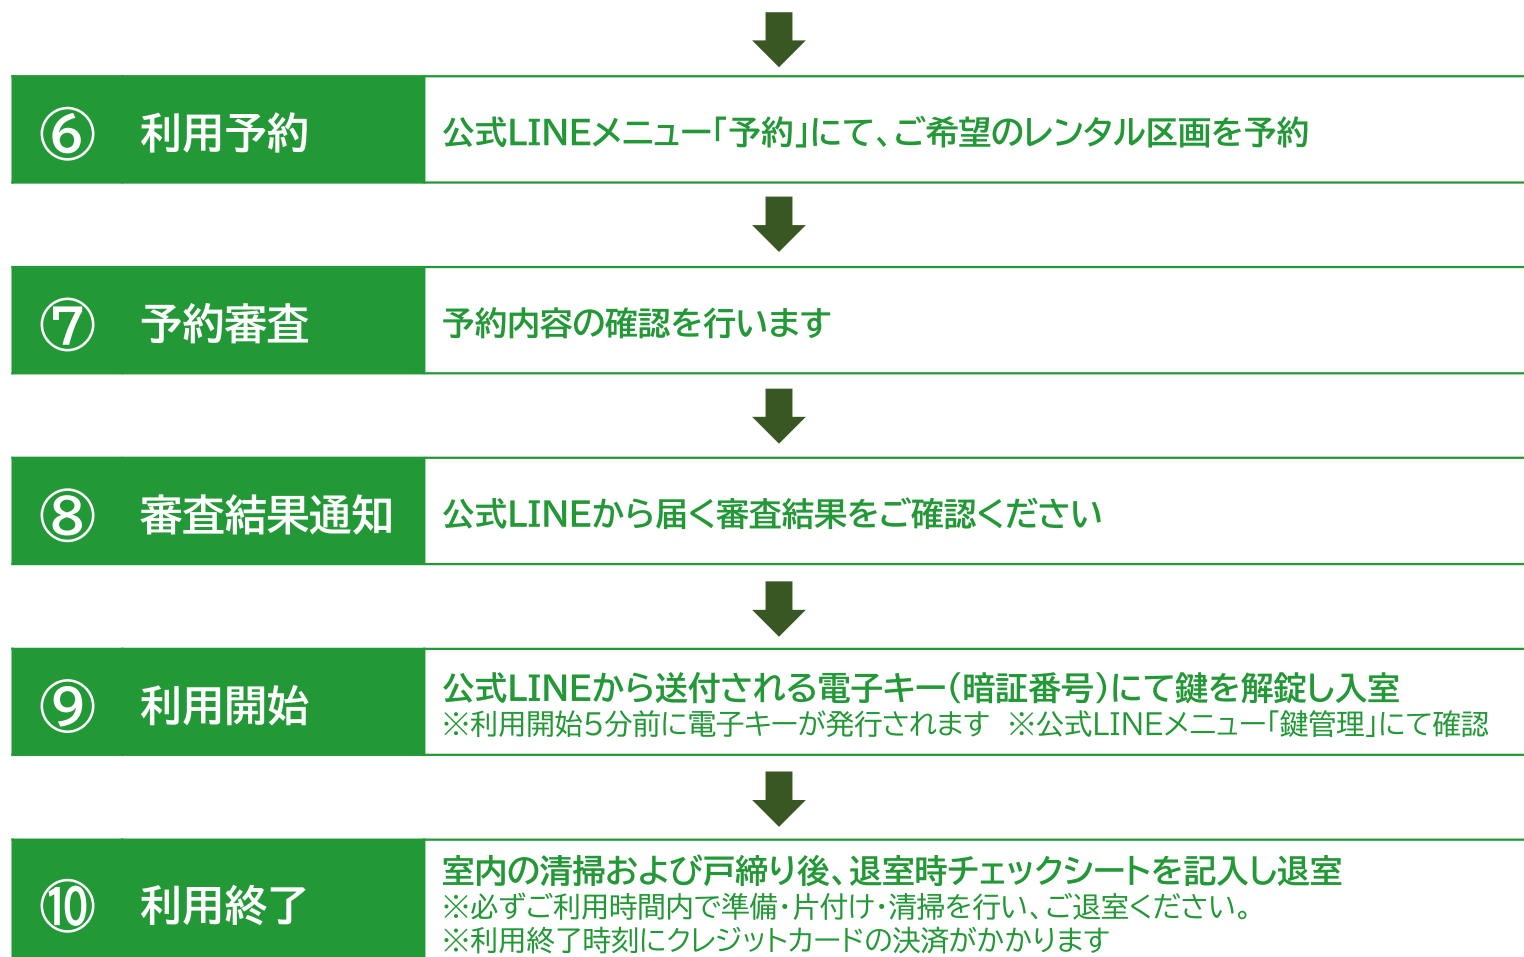 ⑥ 利用予約 公式LINEメニュー「予約」にて、ご希望のレンタル区画を予約
⑦ 予約審査 予約内容の確認を行います
⑧ 審査結果通知 公式LINEから届く審査結果をご確認ください
⑨ 利用開始 公式LINEから送付される電子キー(暗証番号)にて鍵を解錠し入室
※利用開始5分前に電子キーが発行されます ※公式LINEメニュー「鍵管理」にて確認
⑩ 利用終了 室内の清掃および戸締り後、退室時チェックシートを記入し退室
※必ずご利用時間内で準備・片付け・清掃を行い、ご退室ください。
※利用終了時刻にクレジットカードの決済がかかります